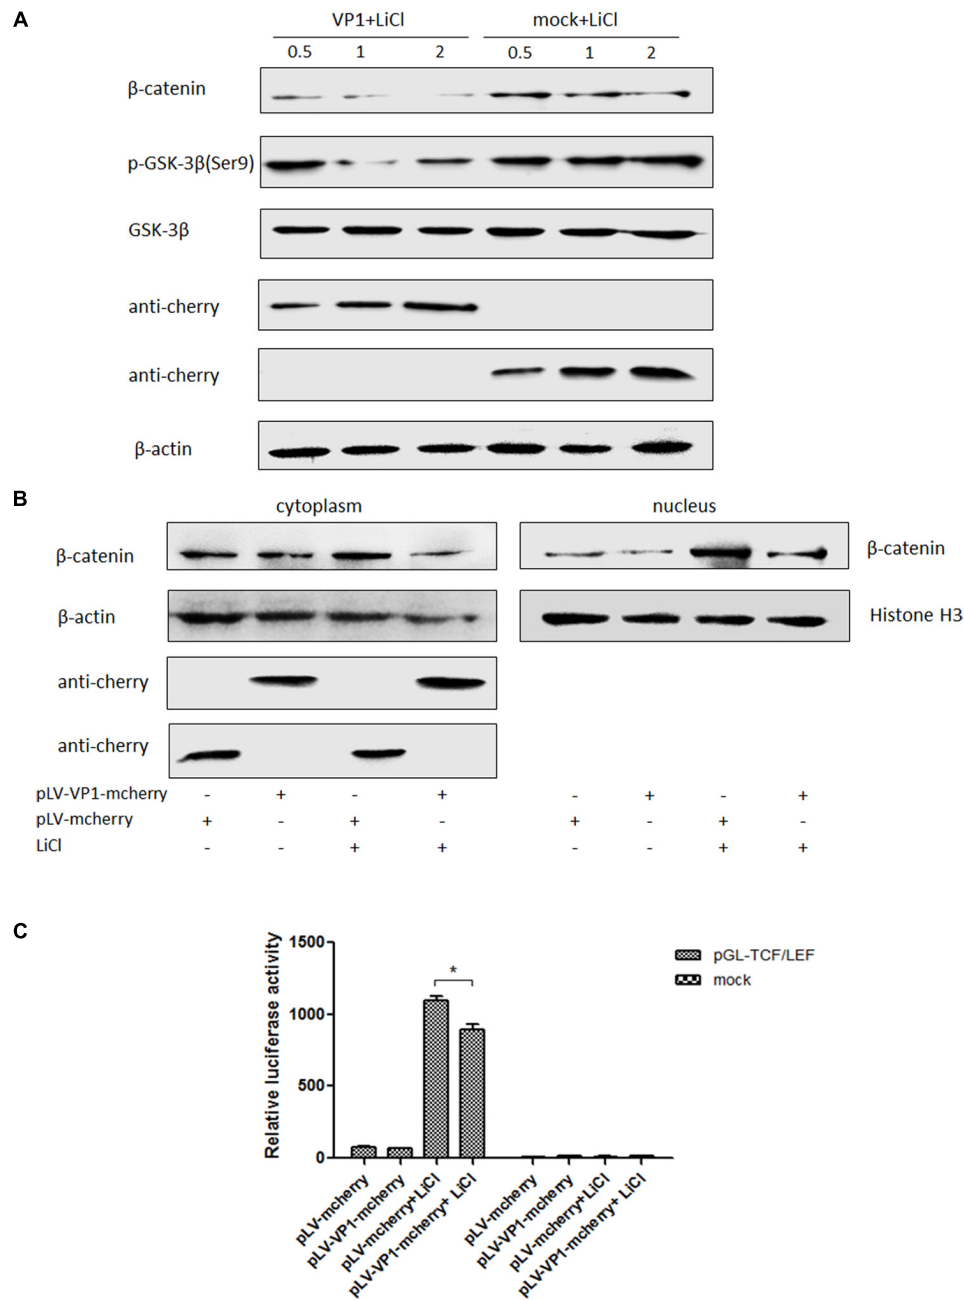 A
VP1+LiCl mock+LiCl
0.5 1 2 0.5 1 2
β-catenin
p-GSK-3β(Ser9)
GSK-3β
anti-cherry
anti-cherry
β-actin
B
cytoplasm nucleus
β-catenin β-catenin
β-actin Histone H3
anti-cherry
anti-cherry
pLV-VP1-mcherry - + - + - + - +
pLV-mcherry + - + - + - + -
LiCl - - + + - - + +
C
Relative luciferase activity
1500
1000
500
0
*
pGL-TCF/LEF
mock
pLV-mcherry
pLV-VP1-mcherry
pLV-mcherry+LiCl
pLV-VP1-mcherry+ LiCl
pLV-mcherry
pLV-VP1-mcherry
pLV-mcherry+LiCl
pLV-VP1-mcherry+ LiCl